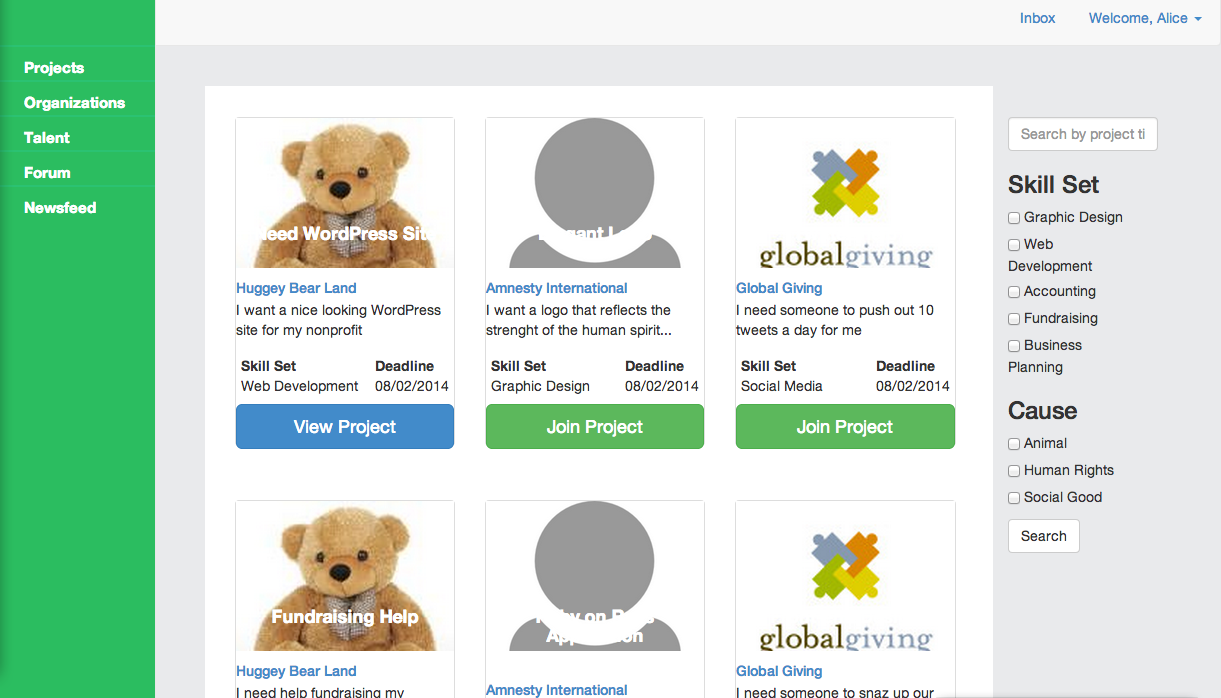 Inbox
Welcome, Alice
Projects
Organizations
Talent
Forum
Newsfeed
eed WordPress Sit
globalgiving
Huggey Bear Land
I want a nice looking WordPress
site for my nonprofit
Skill Set Deadline
Web Development 08/02/2014
View Project
Amnesty International
I want a logo that reflects the
strenght of the human spirit...
Skill Set Deadline
Graphic Design 08/02/2014
Join Project
Global Giving
I need someone to push out 10
tweets a day for me
Skill Set Deadline
Social Media 08/02/2014
Join Project
Fundraising Help
Huggey Bear Land
I need help fundraising my
on
Amnesty International
globalgiving
Global Giving
I need someone to snaz up our
Search by project ti
Skill Set
Graphic Design
Web
Development
Accounting
Fundraising
Business
Planning
Cause
Animal
Human Rights
Social Good
Search